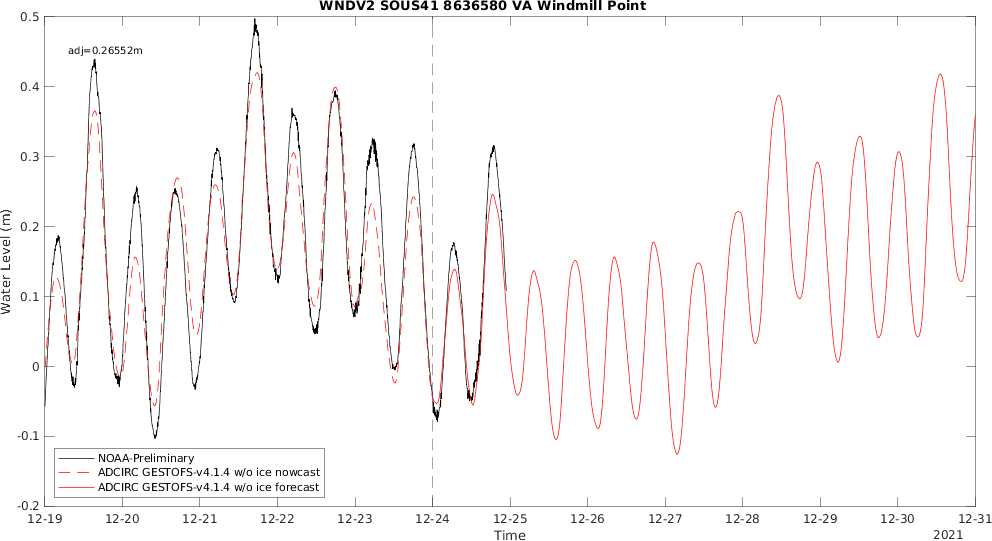 WNDV2 SOUS41 8636580 VA Windmill Point
adj=0.26552m
0.5
0.4
0.3
0.2
0.1
0
-0.1
-0.2
Water Level (m)
NOAA-Preliminary
ADCIRC GESTOFS-v4.1.4 w/o ice nowcast
ADCIRC GESTOFS-v4.1.4 w/o ice forecast
12-19 12-20 12-21 12-22 12-23 12-24 12-25 12-26 12-27 12-28 12-29 12-30 12-31
Time
2021